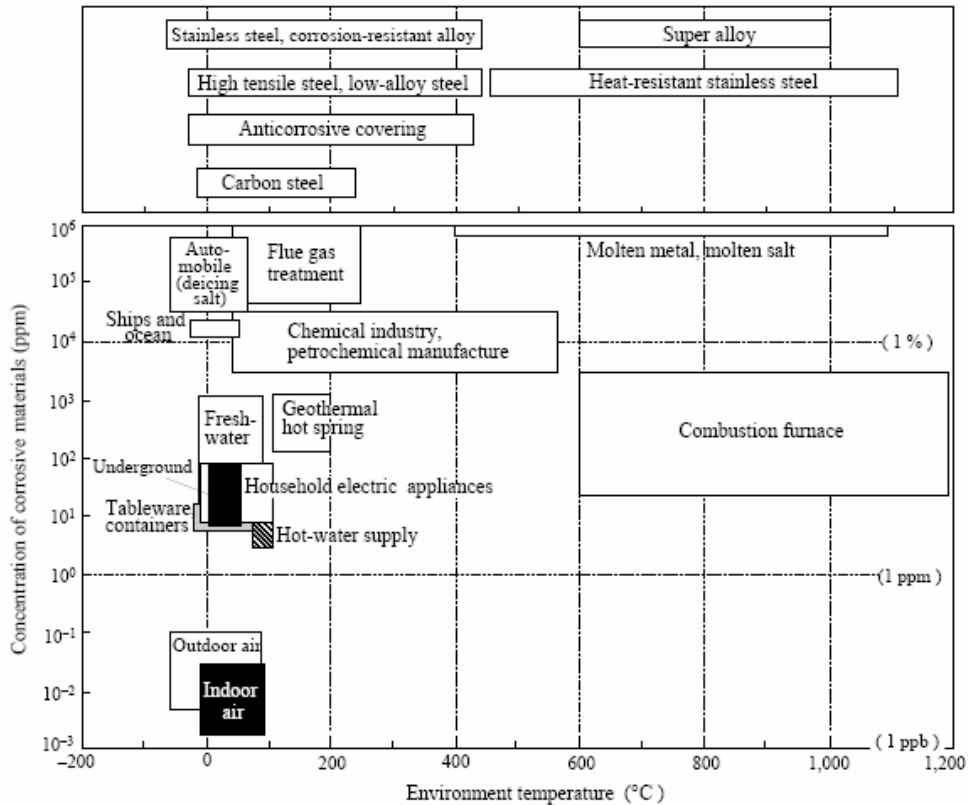 Stainless steel, corrosion-resistant alloy
Super alloy
High tensile steel, low-alloy steel
Heat-resistant stainless steel
Anticorrosive covering
Carbon steel
Concentration of corrosive materials (ppm)
10⁶
10⁵
10⁴
10³
10²
10¹
10⁰
10⁻¹
10⁻²
10⁻³
Auto-
mobile
(deicing
salt)
Flue gas
treatment
Molten metal, molten salt
Ships and
ocean
Chemical industry,
petrochemical manufacture
( 1 % )
Fresh-
water
Geothermal
hot spring
Combustion furnace
Underground
Household electric appliances
Tableware
containers
Hot-water supply
(1 ppm )
Outdoor air
Indoor
air
( 1 ppb )
–200
0
200
400
600
800
1,000
1,200
Environment temperature (°C )